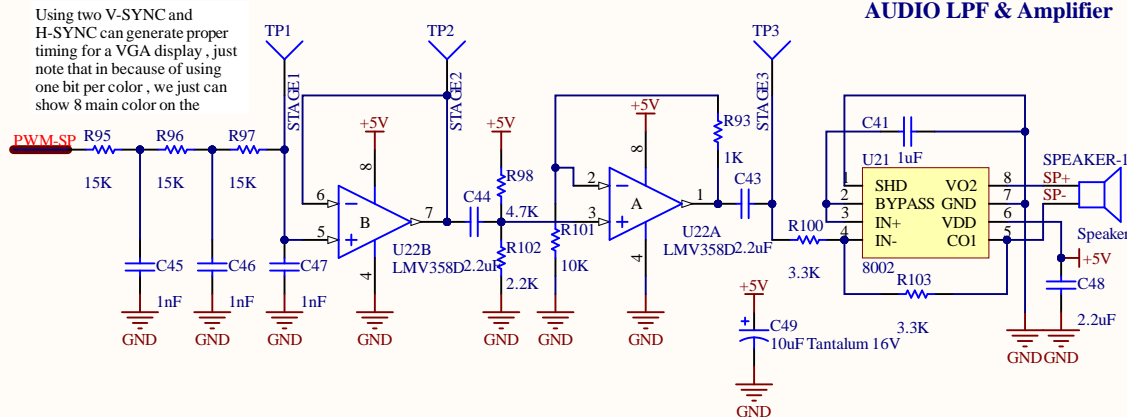 Using two V-SYNC and
H-SYNC can generate proper
timing for a VGA display , just
note that in because of using
one bit per color , we just can
show 8 main color on the
AUDIO LPF & Amplifier
TP1
TP2
TP3
STAGE1
STAGE2
STAGE3
PWM-SP
R95
15K
R96
15K
R97
15K
C45
1nF
GND
C46
1nF
GND
C47
1nF
GND
+5V
8
6
5
B
7
4
U22B
LMV358D
GND
C44
2.2uF
+5V
R98
4.7K
R102
2.2K
GND
R101
10K
GND
+5V
8
2
3
A
1
4
U22A
LMV358D
GND
R93
1K
C43
2.2uF
+5V
C49
10uF Tantalum 16V
GND
R100
3.3K
C41
1uF
U21
1 SHD VO2 8
2 BYPASS GND 7
3 IN+ VDD 6
4 IN- CO1 5
8002
R103
3.3K
SPEAKER-1
SP+
SP-
Speaker
+5V
C48
2.2uF
GND
GND